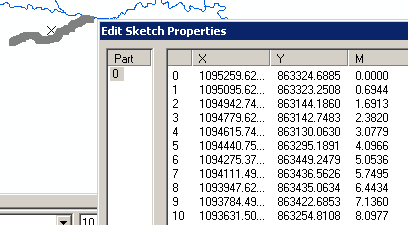 Edit Sketch Properties
Part
0
X Y M
0 1095259.62... 863324.6885 0.0000
1 1095095.62... 863123.2508 0.6944
2 1094942.74... 863144.1860 1.6913
3 1094779.62... 863142.7483 2.3820
4 1094615.74... 863130.0630 3.0779
5 1094440.75... 863295.1891 4.0966
6 1094275.37... 863449.2479 5.0536
7 1094111.49... 863436.5626 5.7495
8 1093947.62... 863435.0634 6.4434
9 1093784.49... 863422.6853 7.1360
10 1093631.50... 863254.8108 8.0977
10